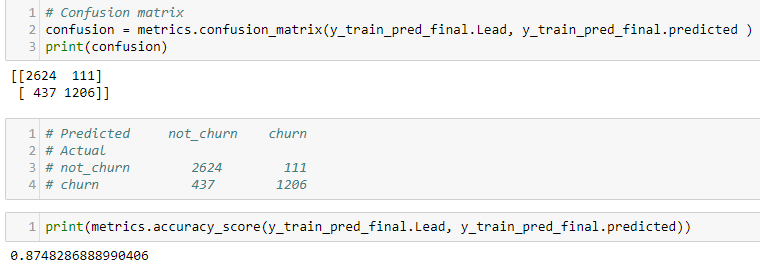 1 # Confusion matrix
2 confusion = metrics.confusion_matrix(y_train_pred_final.Lead, y_train_pred_final.predicted )
3 print(confusion)
[[2624  111]
 [ 437 1206]]
1 # Predicted     not_churn    churn
2 # Actual
3 # not_churn        2624        111
4 # churn            437        1206
1 print(metrics.accuracy_score(y_train_pred_final.Lead, y_train_pred_final.predicted))
0.8748286888990406